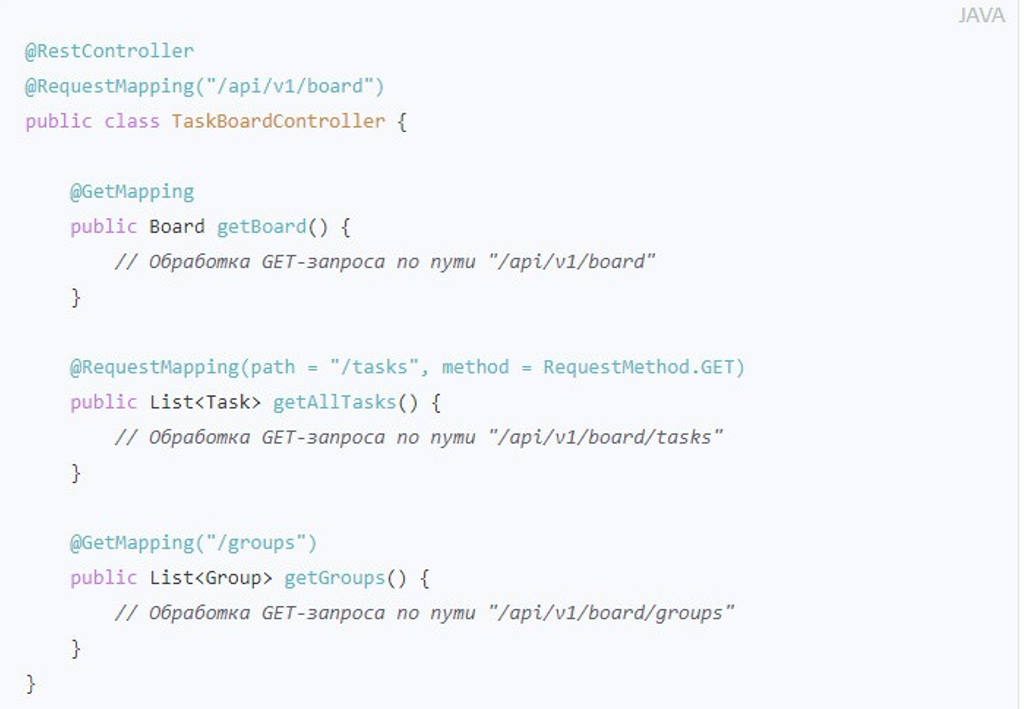 JAVA
@RestController
@RequestMapping("/api/v1/board")
public class TaskBoardController {
@GetMapping
public Board getBoard() {
// Обработка GET-запроса по пути "/api/v1/board"
}
@RequestMapping(path = "/tasks", method = RequestMethod.GET)
public List<Task> getAllTasks() {
// Обработка GET-запроса по пути "/api/v1/board/tasks"
}
@GetMapping("/groups")
public List<Group> getGroups() {
// Обработка GET-запроса по пути "/api/v1/board/groups"
}
}